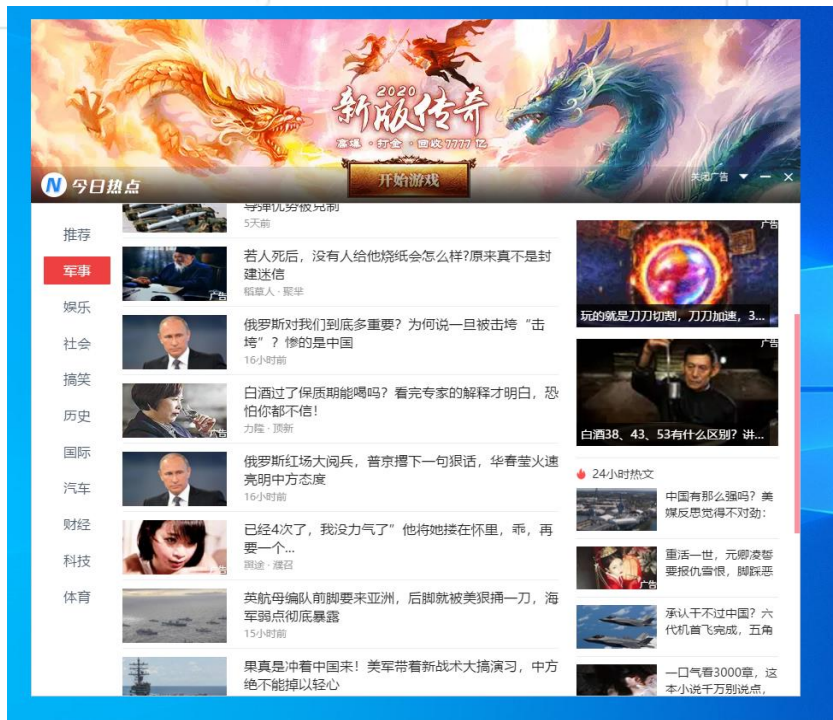 2020
新版传奇
高爆·打金·回收7777亿
开始游戏
N 今日热点
关闭广告
推荐
军事
娱乐
社会
搞笑
历史
国际
汽车
财经
科技
体育
导弹优势被克制
5天前
若人死后，没有人给他烧纸会怎么样?原来真不是封
建迷信
稻草人·聚芈
广告
俄罗斯对我们到底多重要？为何说一旦被击垮“击
垮”？惨的是中国
16小时前
白酒过了保质期能喝吗？看完专家的解释才明白，恐
怕你都不信！
力隆·顶新
广告
俄罗斯红场大阅兵，普京撂下一句狠话，华春莹火速
亮明中方态度
16小时前
已经4次了，我没力气了”他将她搂在怀里，乖，再
要一个...
广告
英航母编队前脚要来亚洲，后脚就被美狠捅一刀，海
军弱点彻底暴露
15小时前
果真是冲着中国来！美军带着新战术大搞演习，中方
绝不能掉以轻心
广告
玩的就是刀刀切割，刀刀加速，3...
广告
白酒38、43、53有什么区别？讲...
24小时热文
中国有那么强吗？美
媒反思觉得不对劲：
重活一世，元卿凌誓
要报仇雪恨，脚踩恶
广告
承认干不过中国？六
代机首飞完成，五角
一口气看3000章，这
本小说千万别说点，